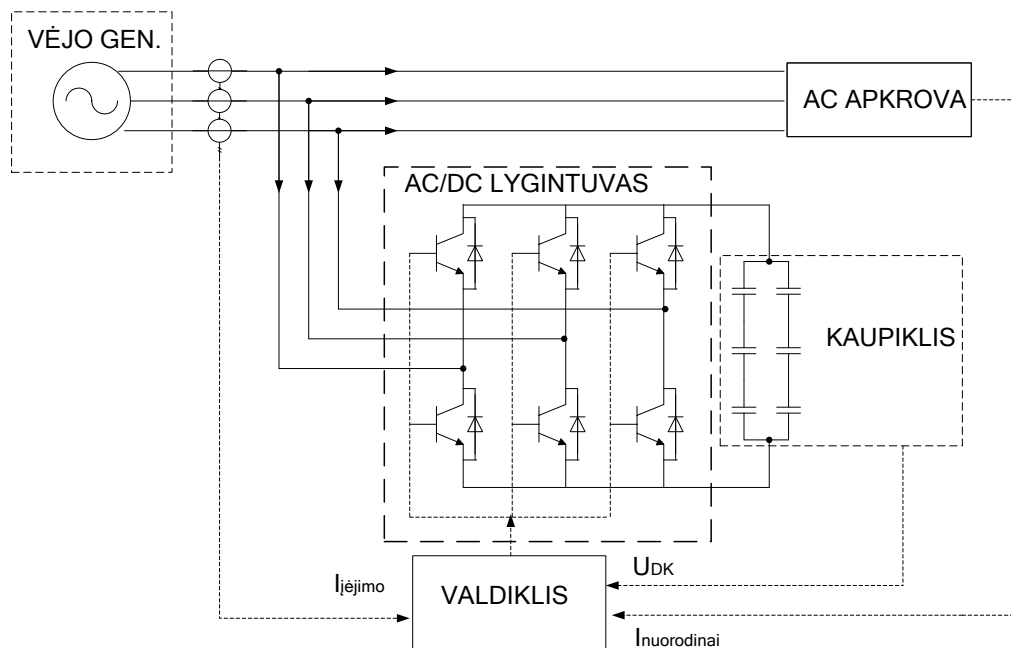 VĖJO GEN.
AC APKROVA
AC/DC LYGINTUVAS
KAUPIKLIS
UDK
Iįėjimo
VALDIKLIS
Inuorodinai